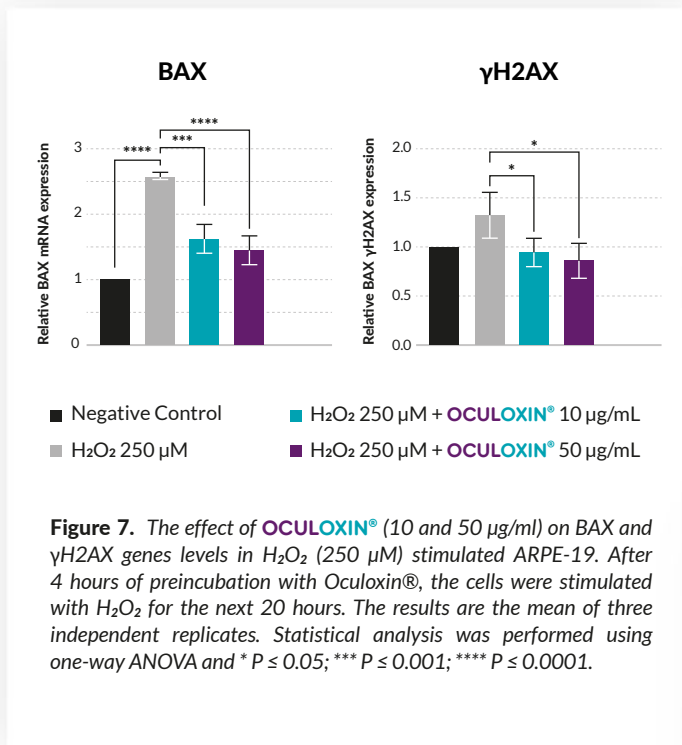 BAX
γH2AX
Relative BAX mRNA expression
3
2
1
0
****
***
****
Relative BAX γH2AX expression
2.0
1.5
1.0
0.5
0.0
*
*
Negative Control
H₂O₂ 250 µM
H₂O₂ 250 µM + OCULOXIN® 10 µg/mL
H₂O₂ 250 µM + OCULOXIN® 50 µg/mL
Figure 7. The effect of OCULOXIN® (10 and 50 µg/ml) on BAX and
γH2AX genes levels in H₂O₂ (250 µM) stimulated ARPE-19. After
4 hours of preincubation with Oculoxin®, the cells were stimulated
with H₂O₂ for the next 20 hours. The results are the mean of three
independent replicates. Statistical analysis was performed using
one-way ANOVA and * P ≤ 0.05; *** P ≤ 0.001; **** P ≤ 0.0001.